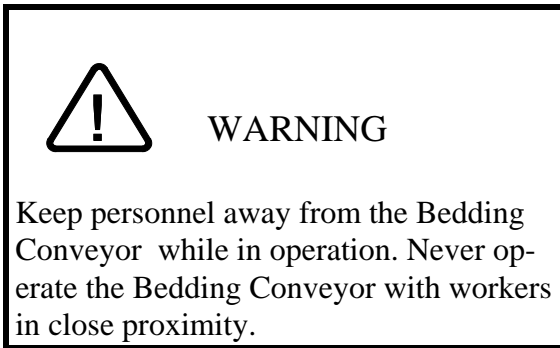 WARNING
Keep personnel away from the Bedding
Conveyor  while in operation. Never op-
erate the Bedding Conveyor with workers
in close proximity.